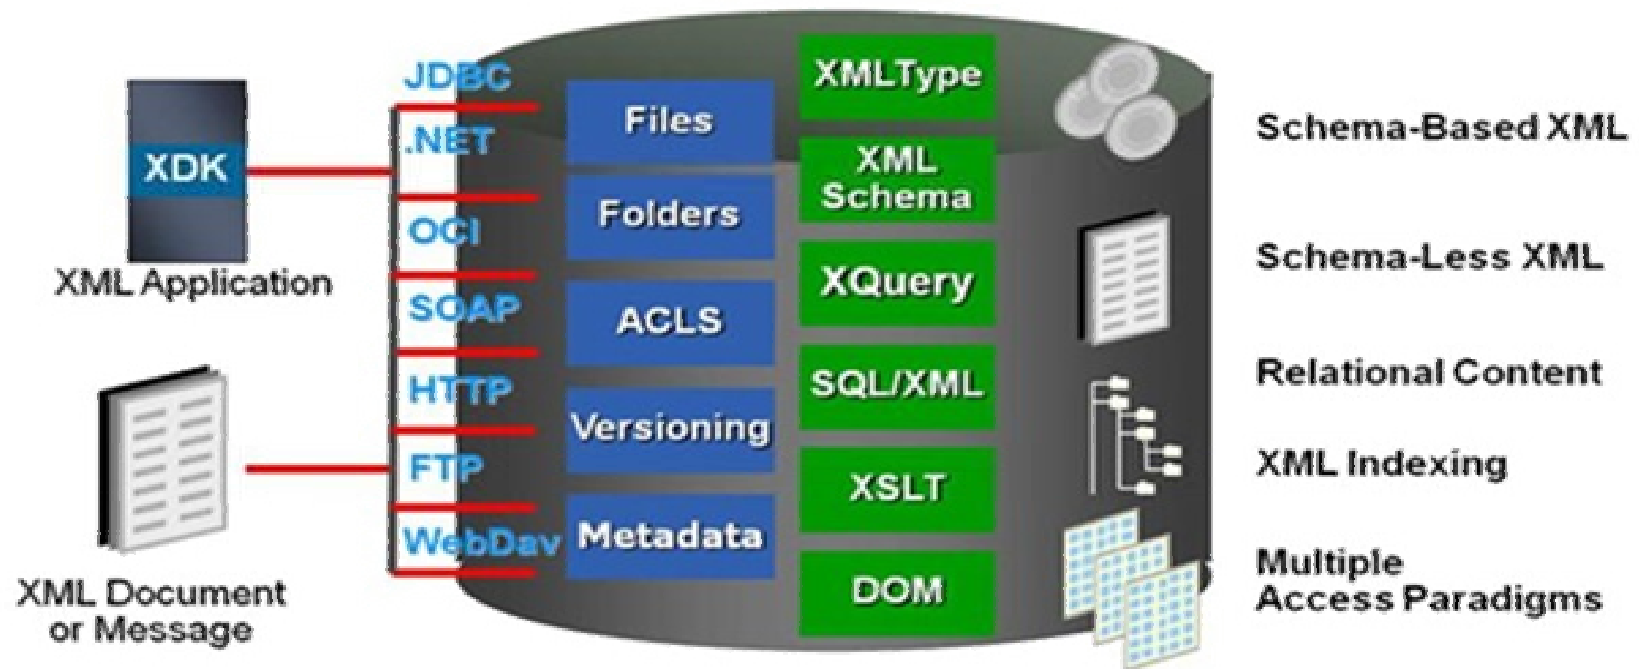 XDK
XML Application
XML Document
or Message
JDBC
.NET
OCI
SOAP
HTTP
FTP
WebDav
Files
Folders
ACLS
Versioning
Metadata
XMLType
XML
Schema
XQuery
SQL/XML
XSLT
DOM
Schema-Based XML
Schema-Less XML
Relational Content
XML Indexing
Multiple
Access Paradigms